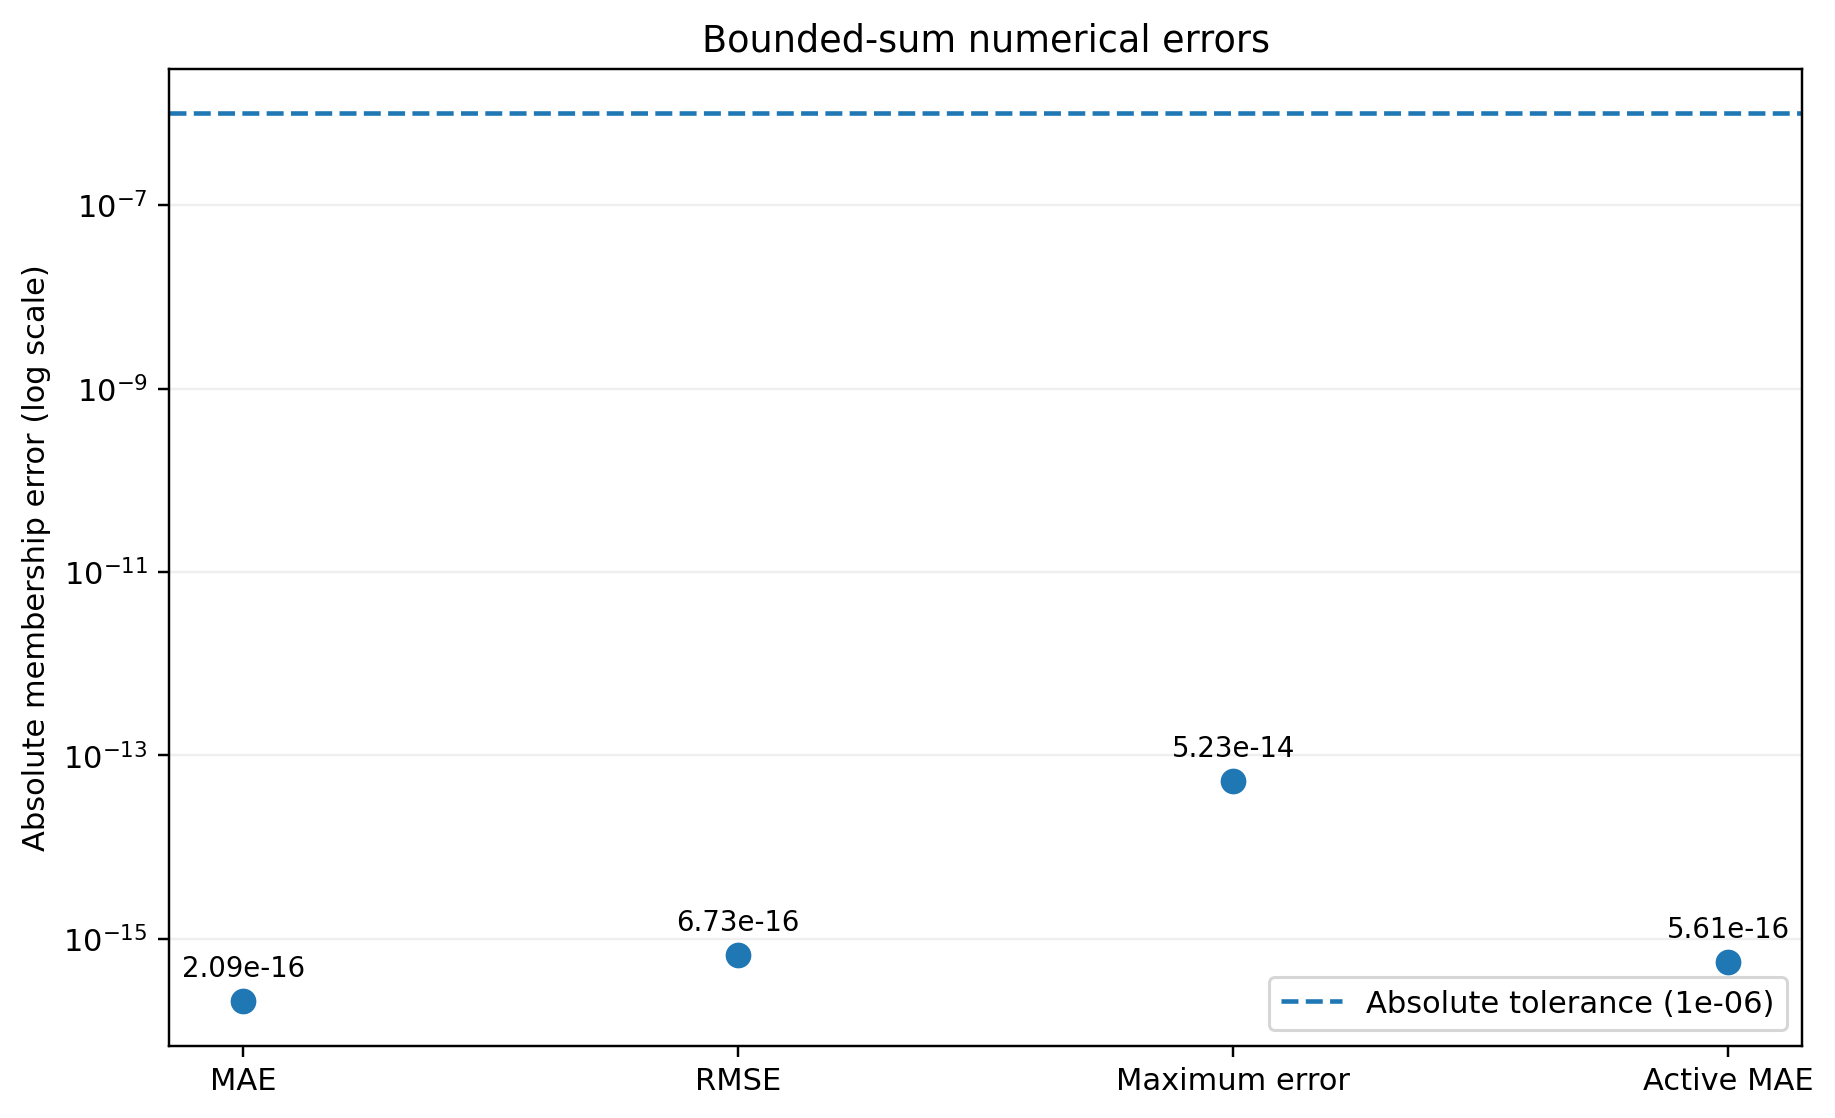 Bounded-sum numerical errors
Absolute membership error (log scale)
10⁻⁷
10⁻⁹
10⁻¹¹
10⁻¹³
10⁻¹⁵
2.09e-16
6.73e-16
5.23e-14
5.61e-16
Absolute tolerance (1e-06)
MAE
RMSE
Maximum error
Active MAE